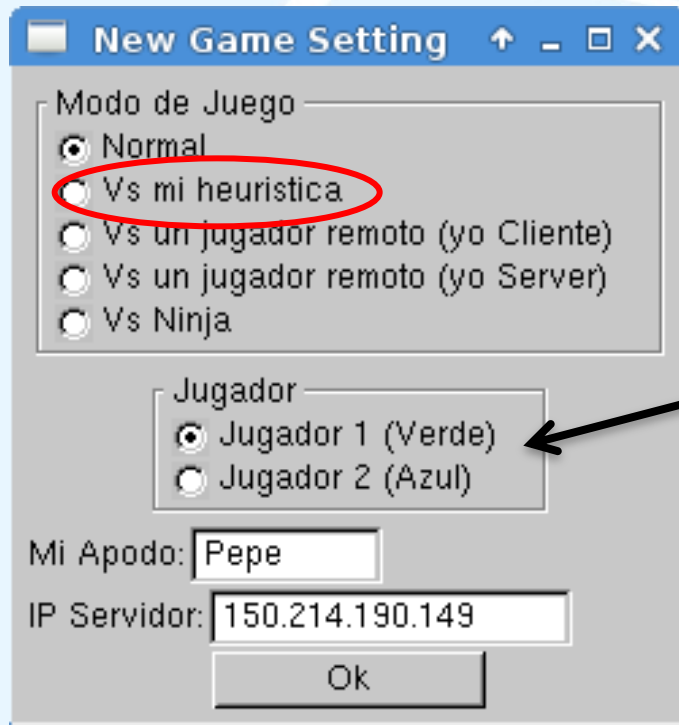 New Game Setting
Modo de Juego
Normal
Vs mi heuristica
Vs un jugador remoto (yo Cliente)
Vs un jugador remoto (yo Server)
Vs Ninja
Jugador
Jugador 1 (Verde)
Jugador 2 (Azul)
Mi Apodo: Pepe
IP Servidor: 150.214.190.149
Ok